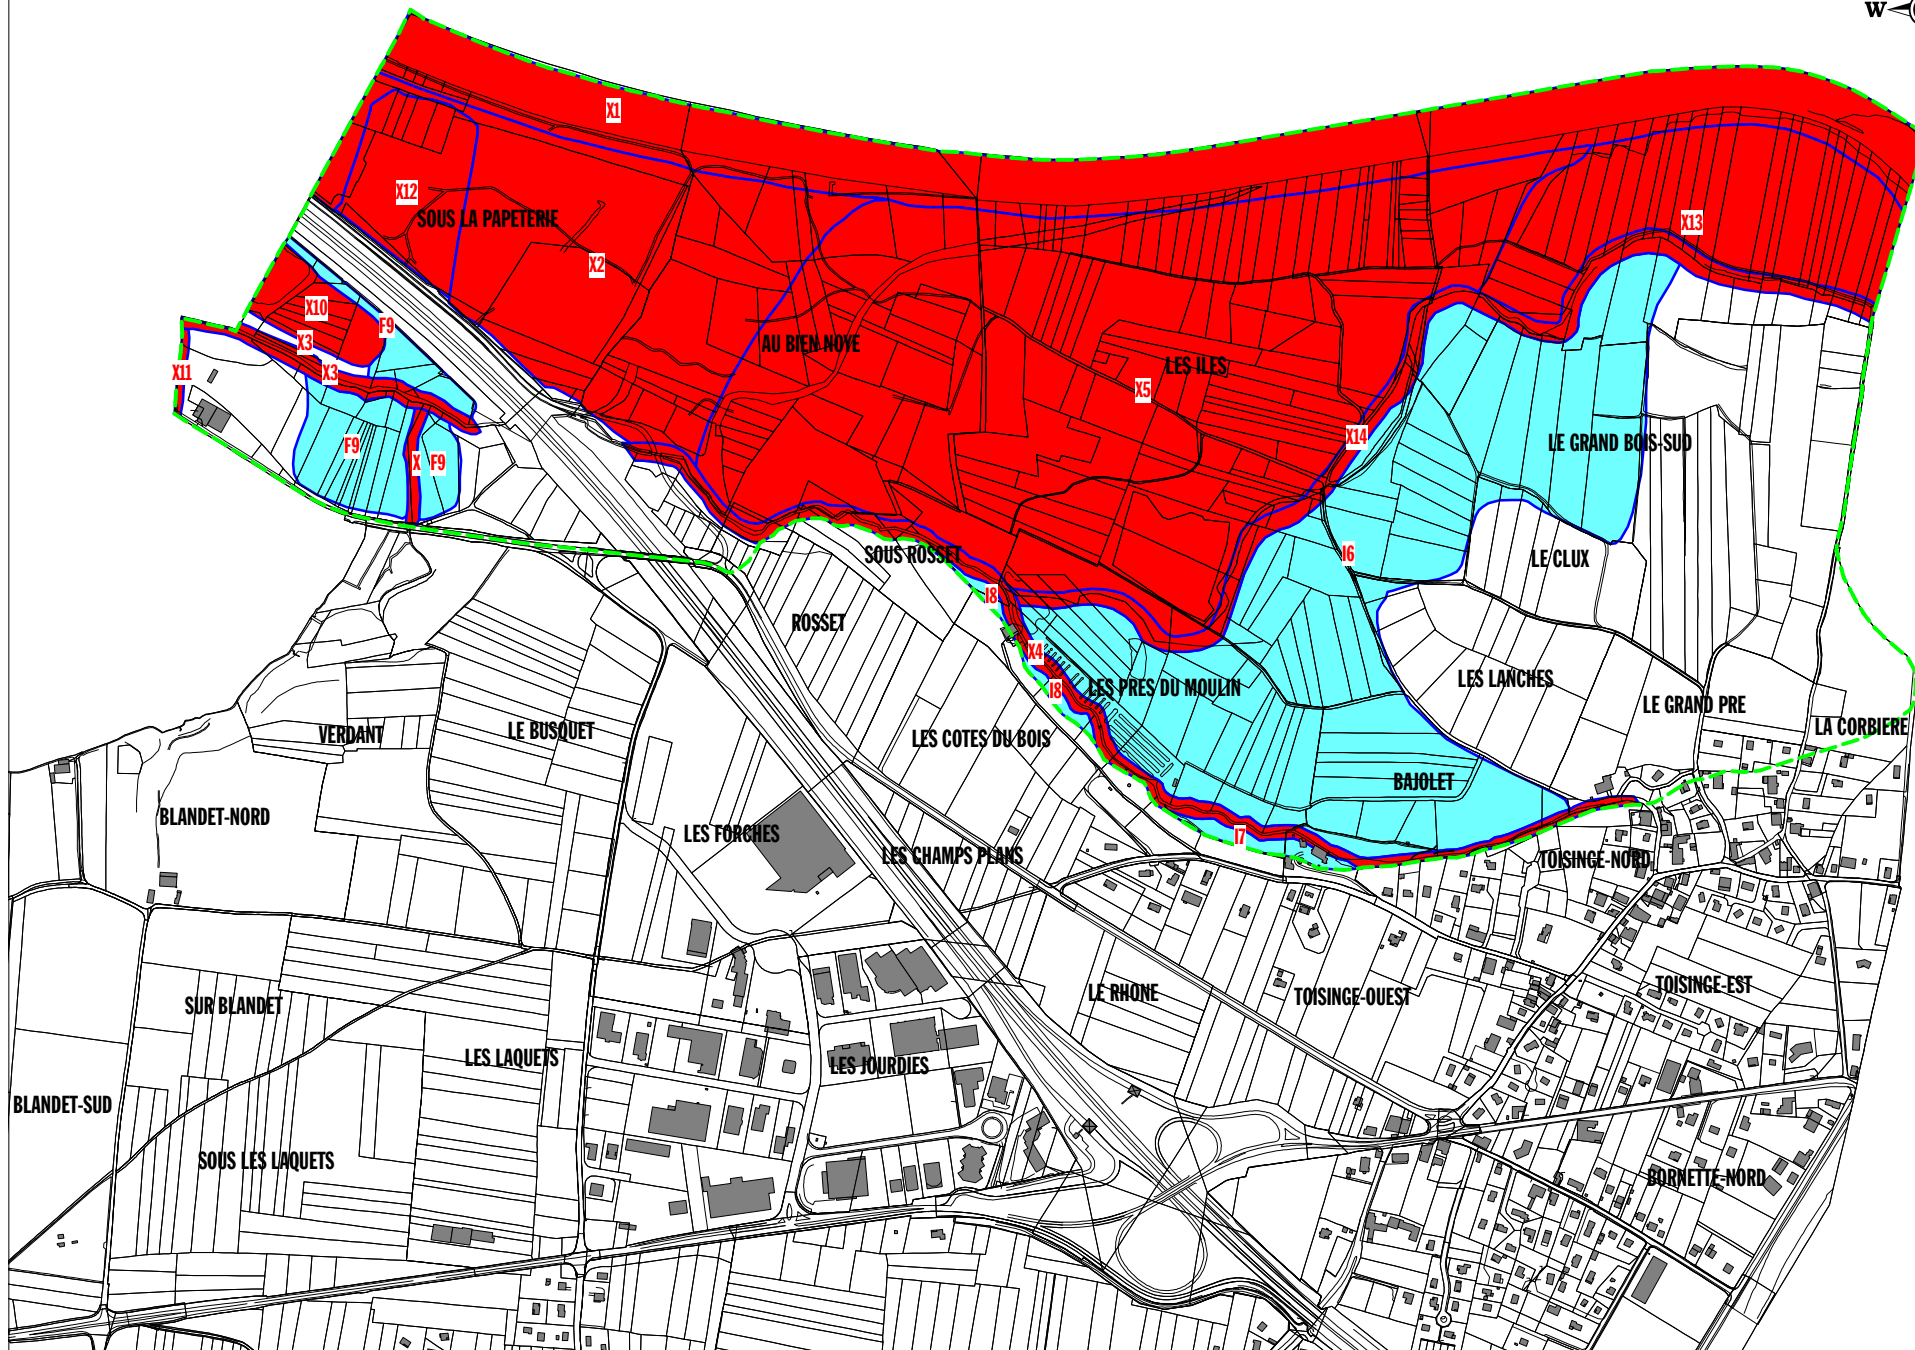 W
X1
X12
SOUS LA PAPETERIE
X13
X2
X10
F9
X3
AU BIEN NOYE
X3
X11
LES ILES
X5
X14
F9
X
F9
LE GRAND BOIS-SUD
SOUS ROSSET
I6
LE CLUX
I8
ROSSET
X4
I8
LES PRES DU MOULIN
LES LANCHES
LE GRAND PRE
LA CORBIERE
VERDANT
LE BUSQUET
LES COTES DU BOIS
BAJOLET
BLANDET-NORD
LES FORCHES
I7
LES CHAMPS PLANS
TOISINGE-NORD
SUR BLANDET
LE RHONE
TOISINGE-OUEST
TOISINGE-EST
LES LAQUETS
LES JOURDIES
BLANDET-SUD
SOUS LES LAQUETS
BORNETTE-NORD